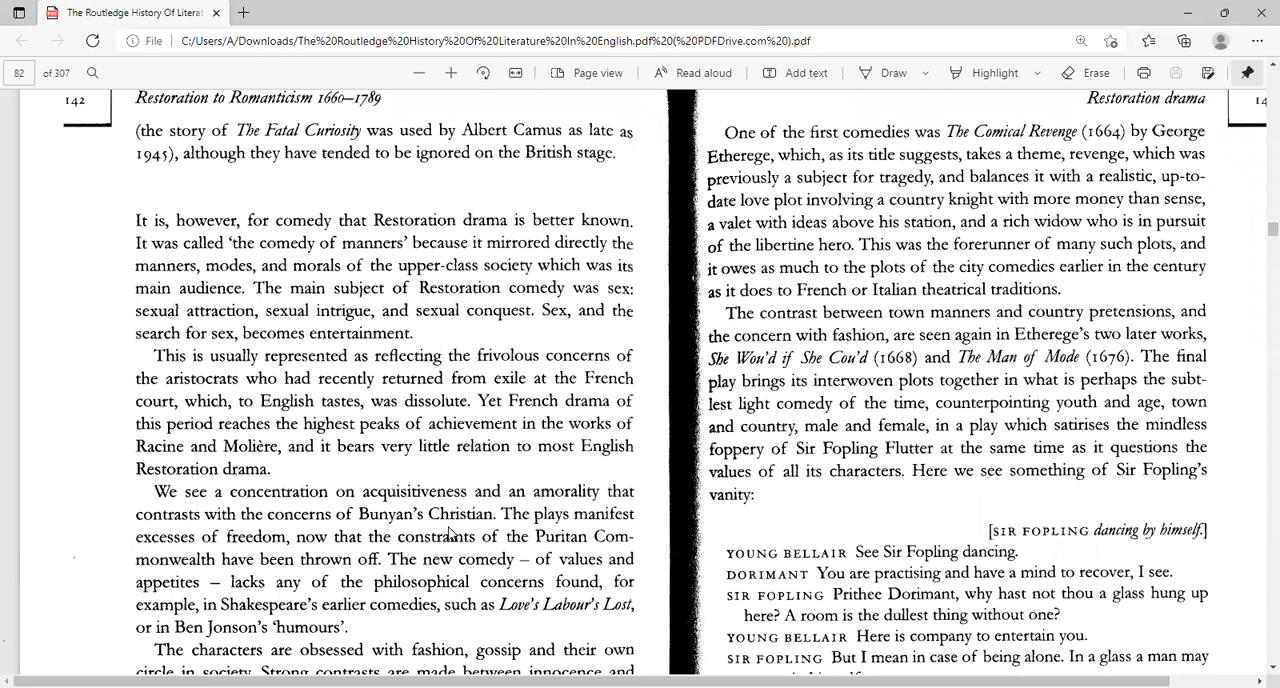 The Routledge History Of Literat
File
C:/Users/A/Downloads/The%20Routledge%20History%20Of%20Literature%20In%20English.pdf%20(%20PDFDrive.com%20).pdf
82 of 307
Page view
Read aloud
Add text
Draw
Highlight
Erase
142
Restoration to Romanticism 1660–1789
(the story of The Fatal Curiosity was used by Albert Camus as late as
1945), although they have tended to be ignored on the British stage.
It is, however, for comedy that Restoration drama is better known.
It was called ‘the comedy of manners’ because it mirrored directly the
manners, modes, and morals of the upper-class society which was its
main audience. The main subject of Restoration comedy was sex:
sexual attraction, sexual intrigue, and sexual conquest. Sex, and the
search for sex, becomes entertainment.
This is usually represented as reflecting the frivolous concerns of
the aristocrats who had recently returned from exile at the French
court, which, to English tastes, was dissolute. Yet French drama of
this period reaches the highest peaks of achievement in the works of
Racine and Molière, and it bears very little relation to most English
Restoration drama.
We see a concentration on acquisitiveness and an amorality that
contrasts with the concerns of Bunyan’s Christian. The plays manifest
excesses of freedom, now that the constraints of the Puritan Com-
monwealth have been thrown off. The new comedy – of values and
appetites – lacks any of the philosophical concerns found, for
example, in Shakespeare’s earlier comedies, such as Love’s Labour’s Lost,
or in Ben Jonson’s ‘humours’.
The characters are obsessed with fashion, gossip and their own
circle in society. Strong contrasts are made between innocence and
Restoration drama
14
One of the first comedies was The Comical Revenge (1664) by George
Etherege, which, as its title suggests, takes a theme, revenge, which was
previously a subject for tragedy, and balances it with a realistic, up-to-
date love plot involving a country knight with more money than sense,
a valet with ideas above his station, and a rich widow who is in pursuit
of the libertine hero. This was the forerunner of many such plots, and
it owes as much to the plots of the city comedies earlier in the century
as it does to French or Italian theatrical traditions.
The contrast between town manners and country pretensions, and
the concern with fashion, are seen again in Etherege’s two later works,
She Wou’d if She Cou’d (1668) and The Man of Mode (1676). The final
play brings its interwoven plots together in what is perhaps the subt-
lest light comedy of the time, counterpointing youth and age, town
and country, male and female, in a play which satirises the mindless
foppery of Sir Fopling Flutter at the same time as it questions the
values of all its characters. Here we see something of Sir Fopling’s
vanity:
[SIR FOPLING dancing by himself.]
YOUNG BELLAIR See Sir Fopling dancing.
DORIMANT You are practising and have a mind to recover, I see.
SIR FOPLING Prithee Dorimant, why hast not thou a glass hung up
here? A room is the dullest thing without one?
YOUNG BELLAIR Here is company to entertain you.
SIR FOPLING But I mean in case of being alone. In a glass a man may